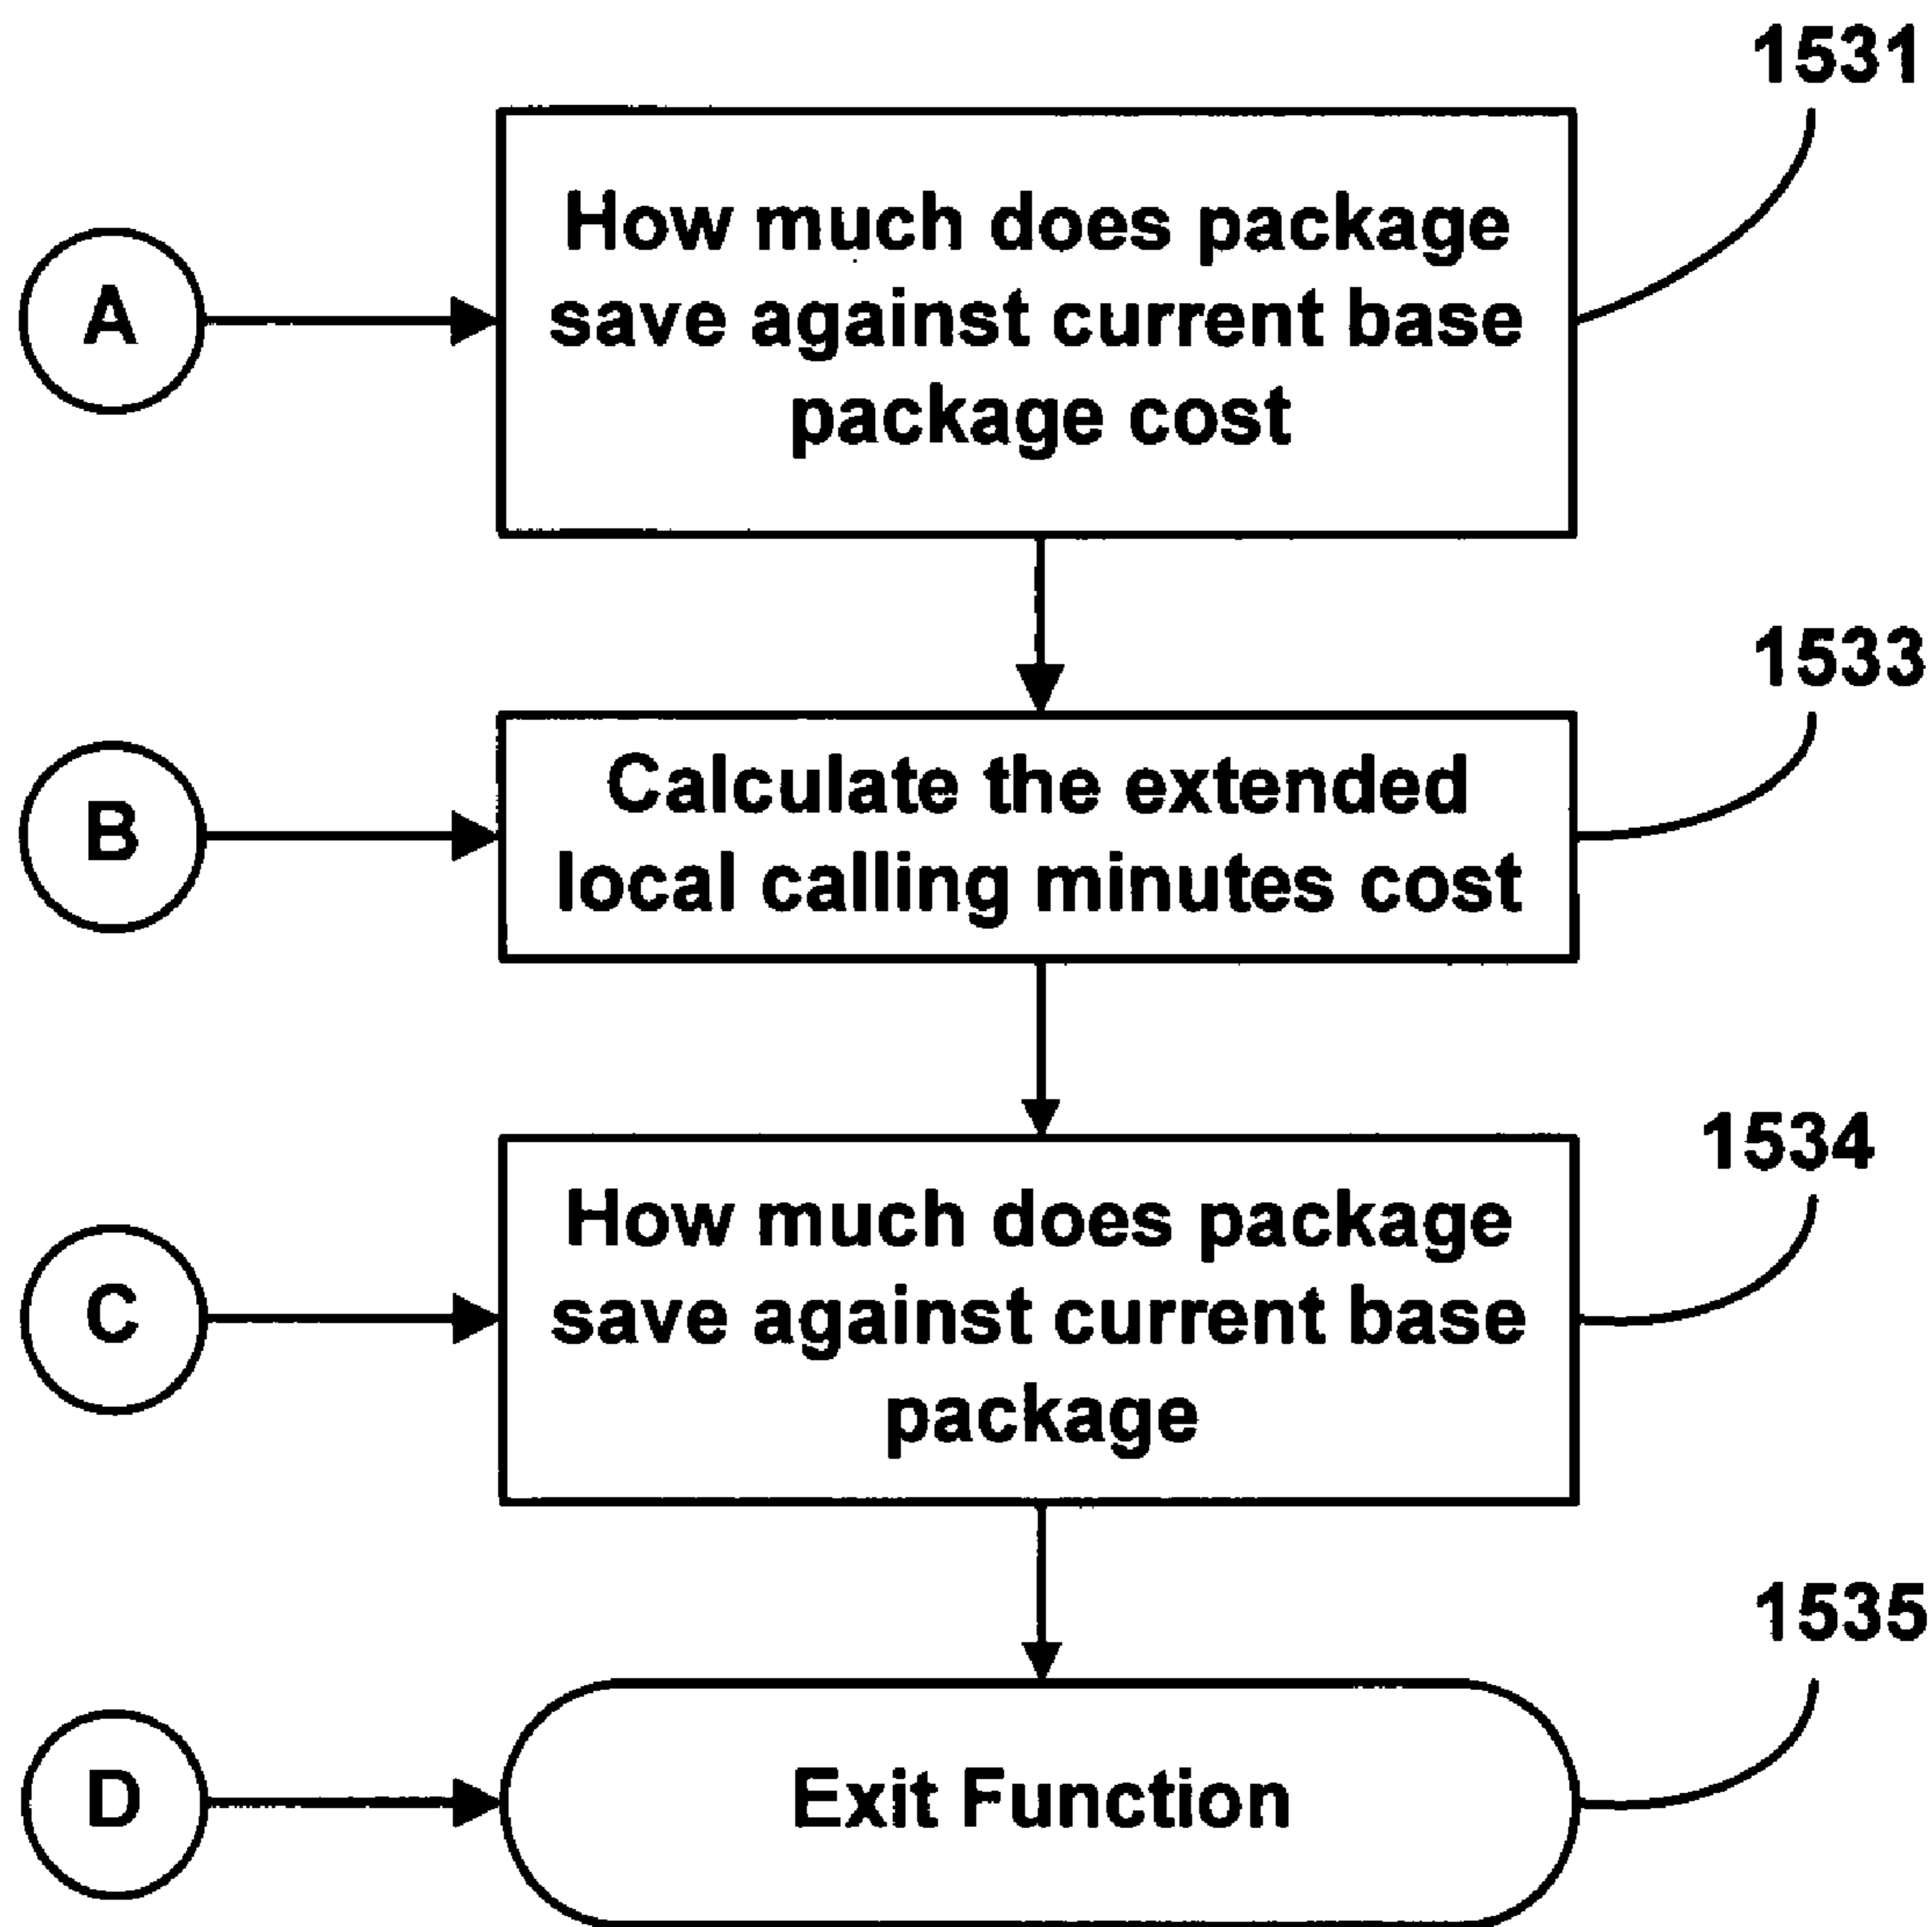 1531
How much does package
save against current base
package cost
A
1533
Calculate the extended
local calling minutes cost
B
1534
How much does package
save against current base
package
C
1535
Exit Function
D